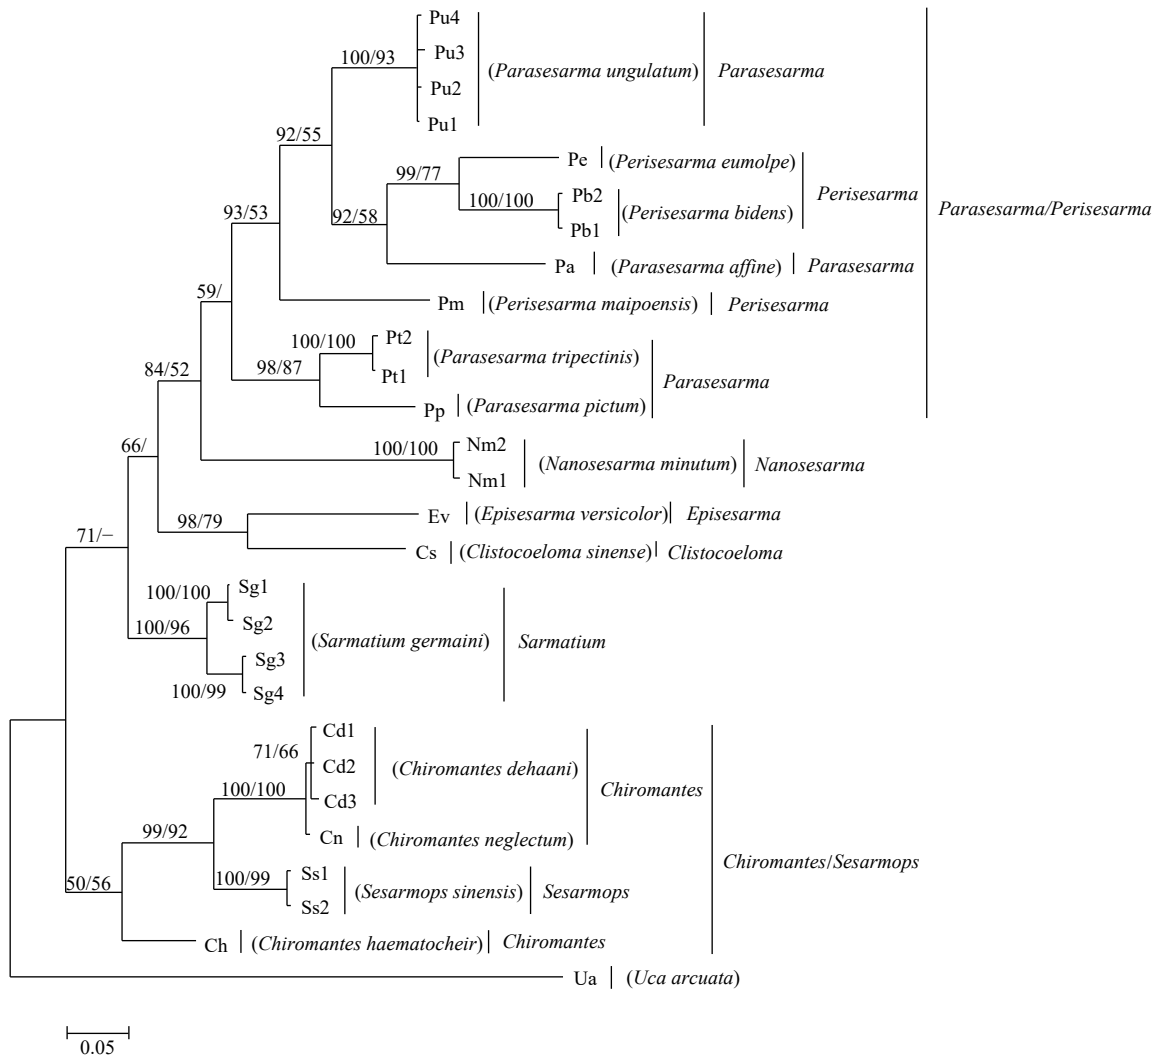 Pu4
100/93
Pu3
(Parasesarma ungulatum)
Parasesarma
Pu2
Pu1
92/55
Pe
(Perisesarma eumolpe)
99/77
Pb2
Perisesarma
100/100
(Perisesarma bidens)
Pb1
Parasesarma/Perisesarma
93/53
92/58
Pa
(Parasesarma affine)
Parasesarma
59/
Pm
(Perisesarma maipoensis)
Perisesarma
100/100
Pt2
(Parasesarma tripectinis)
Pt1
84/52
98/87
Parasesarma
Pp
(Parasesarma pictum)
66/
100/100
Nm2
(Nanosesarma minutum)
Nanosesarma
Nm1
Ev
(Episesarma versicolor)
Episesarma
98/79
71/−
Cs
(Clistocoeloma sinense)
Clistocoeloma
100/100
Sg1
Sg2
100/96
(Sarmatium germaini)
Sarmatium
Sg3
100/99
Sg4
Cd1
71/66
Cd2
(Chiromantes dehaani)
100/100
Cd3
Chiromantes
99/92
Cn
(Chiromantes neglectum)
Chiromantes/Sesarmops
50/56
100/99
Ss1
(Sesarmops sinensis)
Sesarmops
Ss2
Ch
(Chiromantes haematocheir)
Chiromantes
Ua
(Uca arcuata)
0.05